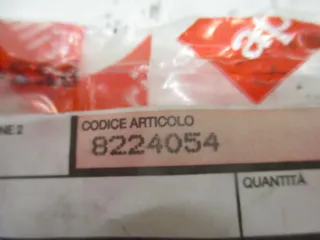 CODICE ARTICOLO
NE 2
8224054
QUANTITÀ